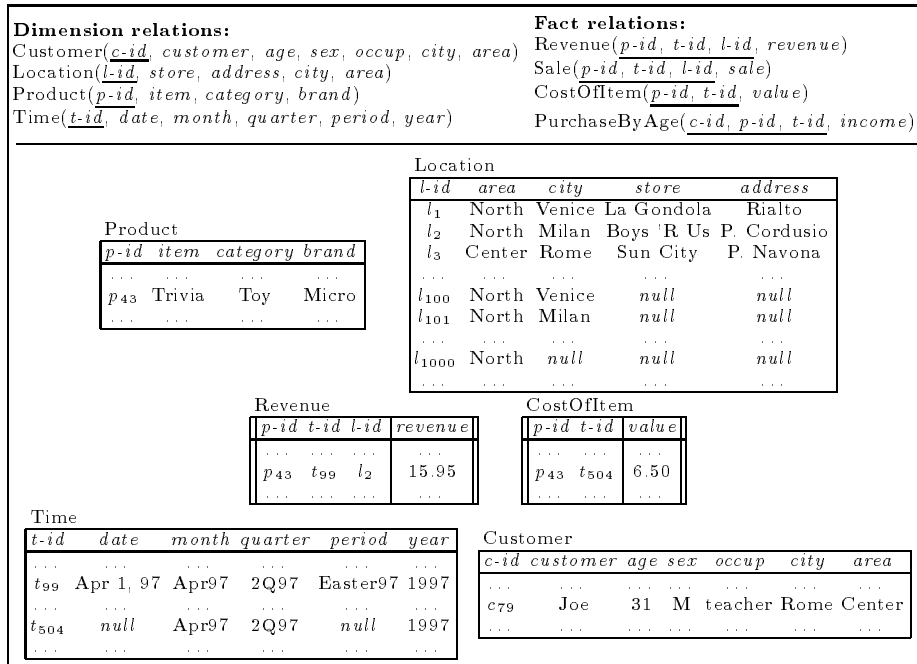 Dimension relations:
Customer(c-id, customer, age, sex, occup, city, area)
Location(l-id, store, address, city, area)
Product(p-id, item, category, brand)
Time(t-id, date, month, quarter, period, year)
Fact relations:
Revenue(p-id, t-id, l-id, revenue)
Sale(p-id, t-id, l-id, sale)
CostOfItem(p-id, t-id, value)
PurchaseByAge(c-id, p-id, t-id, income)
Location
l-id area city store address
l1 North Venice La Gondola Rialto
l2 North Milan Boys 'R Us P. Cordusio
l3 Center Rome Sun City P. Navona
... ... ... ... ...
l100 North Venice null null
l101 North Milan null null
... ... ... ... ...
l1000 North null null null
... ... ... ... ...
Product
p-id item category brand
... ... ... ...
p43 Trivia Toy Micro
... ... ... ...
Revenue
p-id t-id l-id revenue
... ... ... ...
p43 t99 l2 15.95
... ... ... ...
CostOfItem
p-id t-id value
... ... ...
p43 t504 6.50
... ... ...
Time
t-id date month quarter period year
... ... ... ... ... ...
t99 Apr 1, 97 Apr97 2Q97 Easter97 1997
... ... ... ... ... ...
t504 null Apr97 2Q97 null 1997
... ... ... ... ... ...
Customer
c-id customer age sex occup city area
... ... ... ... ... ... ...
c79 Joe 31 M teacher Rome Center
... ... ... ... ... ... ...